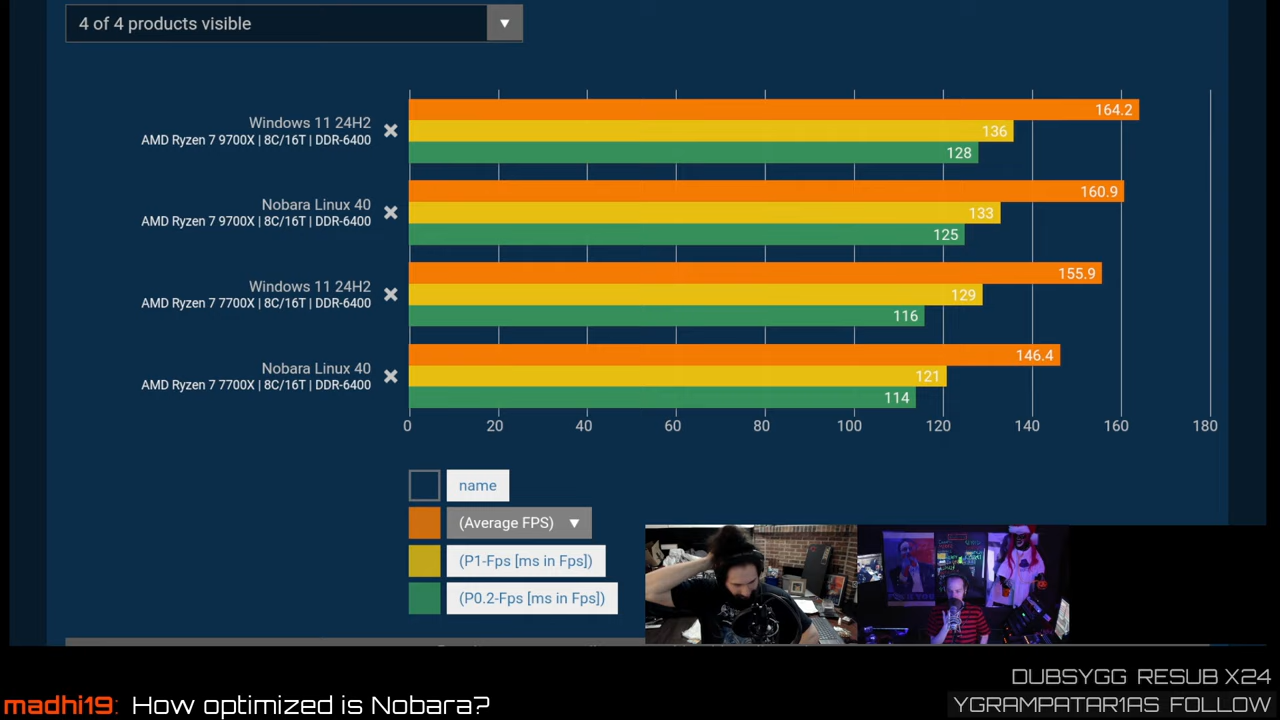 4 of 4 products visible ▼
Windows 11 24H2
AMD Ryzen 7 9700X | 8C/16T | DDR-6400
164.2
136
128
Nobara Linux 40
AMD Ryzen 7 9700X | 8C/16T | DDR-6400
160.9
133
125
Windows 11 24H2
AMD Ryzen 7 7700X | 8C/16T | DDR-6400
155.9
129
116
Nobara Linux 40
AMD Ryzen 7 7700X | 8C/16T | DDR-6400
146.4
121
114
0 20 40 60 80 100 120 140 160 180
name
(Average FPS) ▼
(P1-Fps [ms in Fps])
(P0.2-Fps [ms in Fps])
DUBSYGG RESUB X24
madhi19: How optimized is Nobara?
YGRAMPATAR1AS FOLLOW